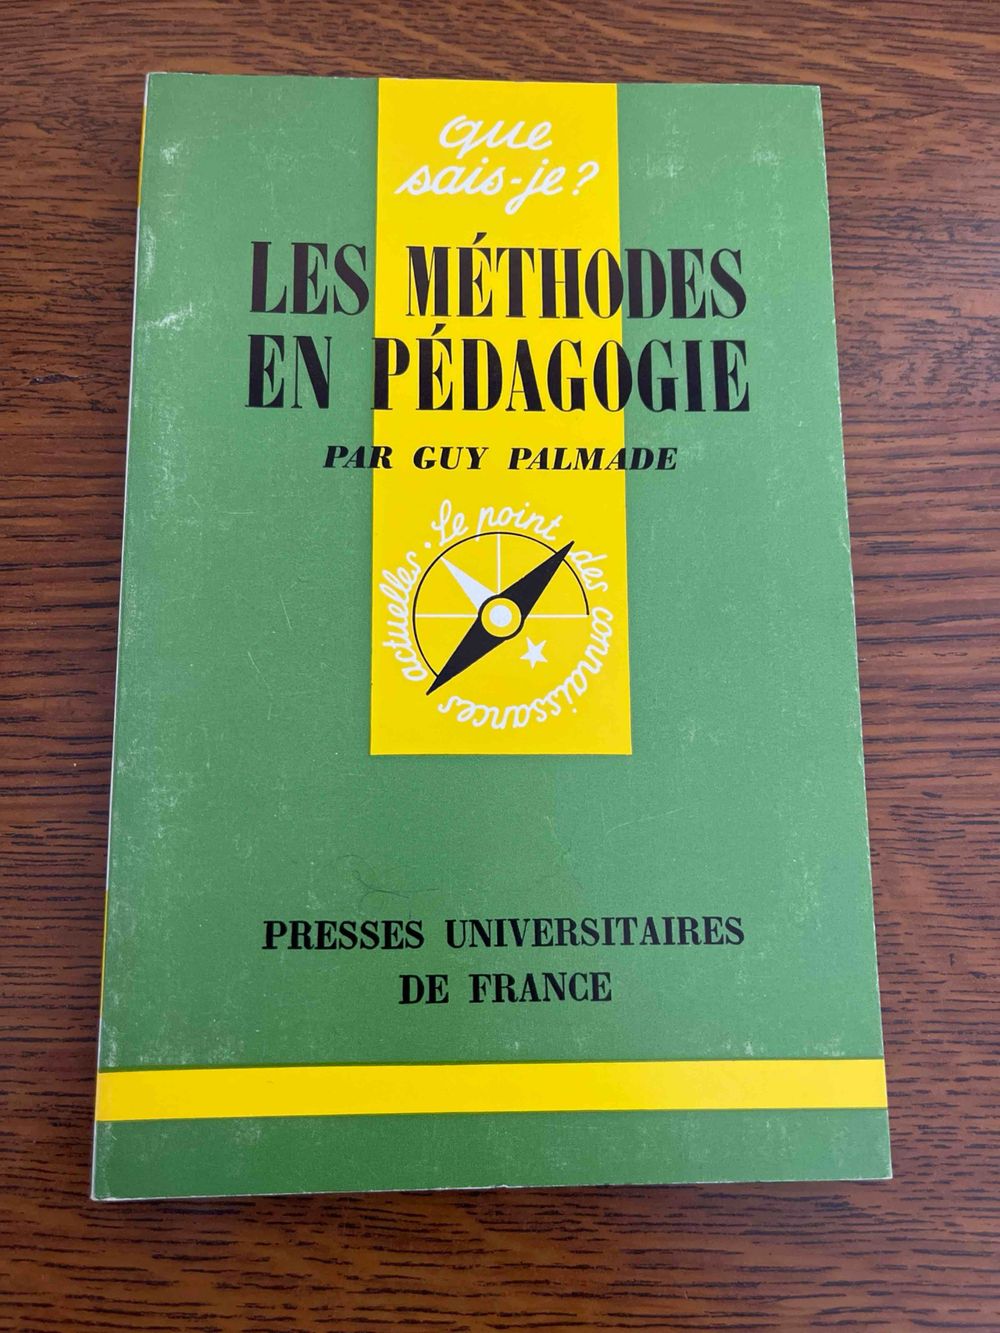 que
sais-je?
LES MÉTHODES
EN PÉDAGOGIE
PAR GUY PALMADE
Le point des connaissances actuelles.
PRESSES UNIVERSITAIRES
DE FRANCE